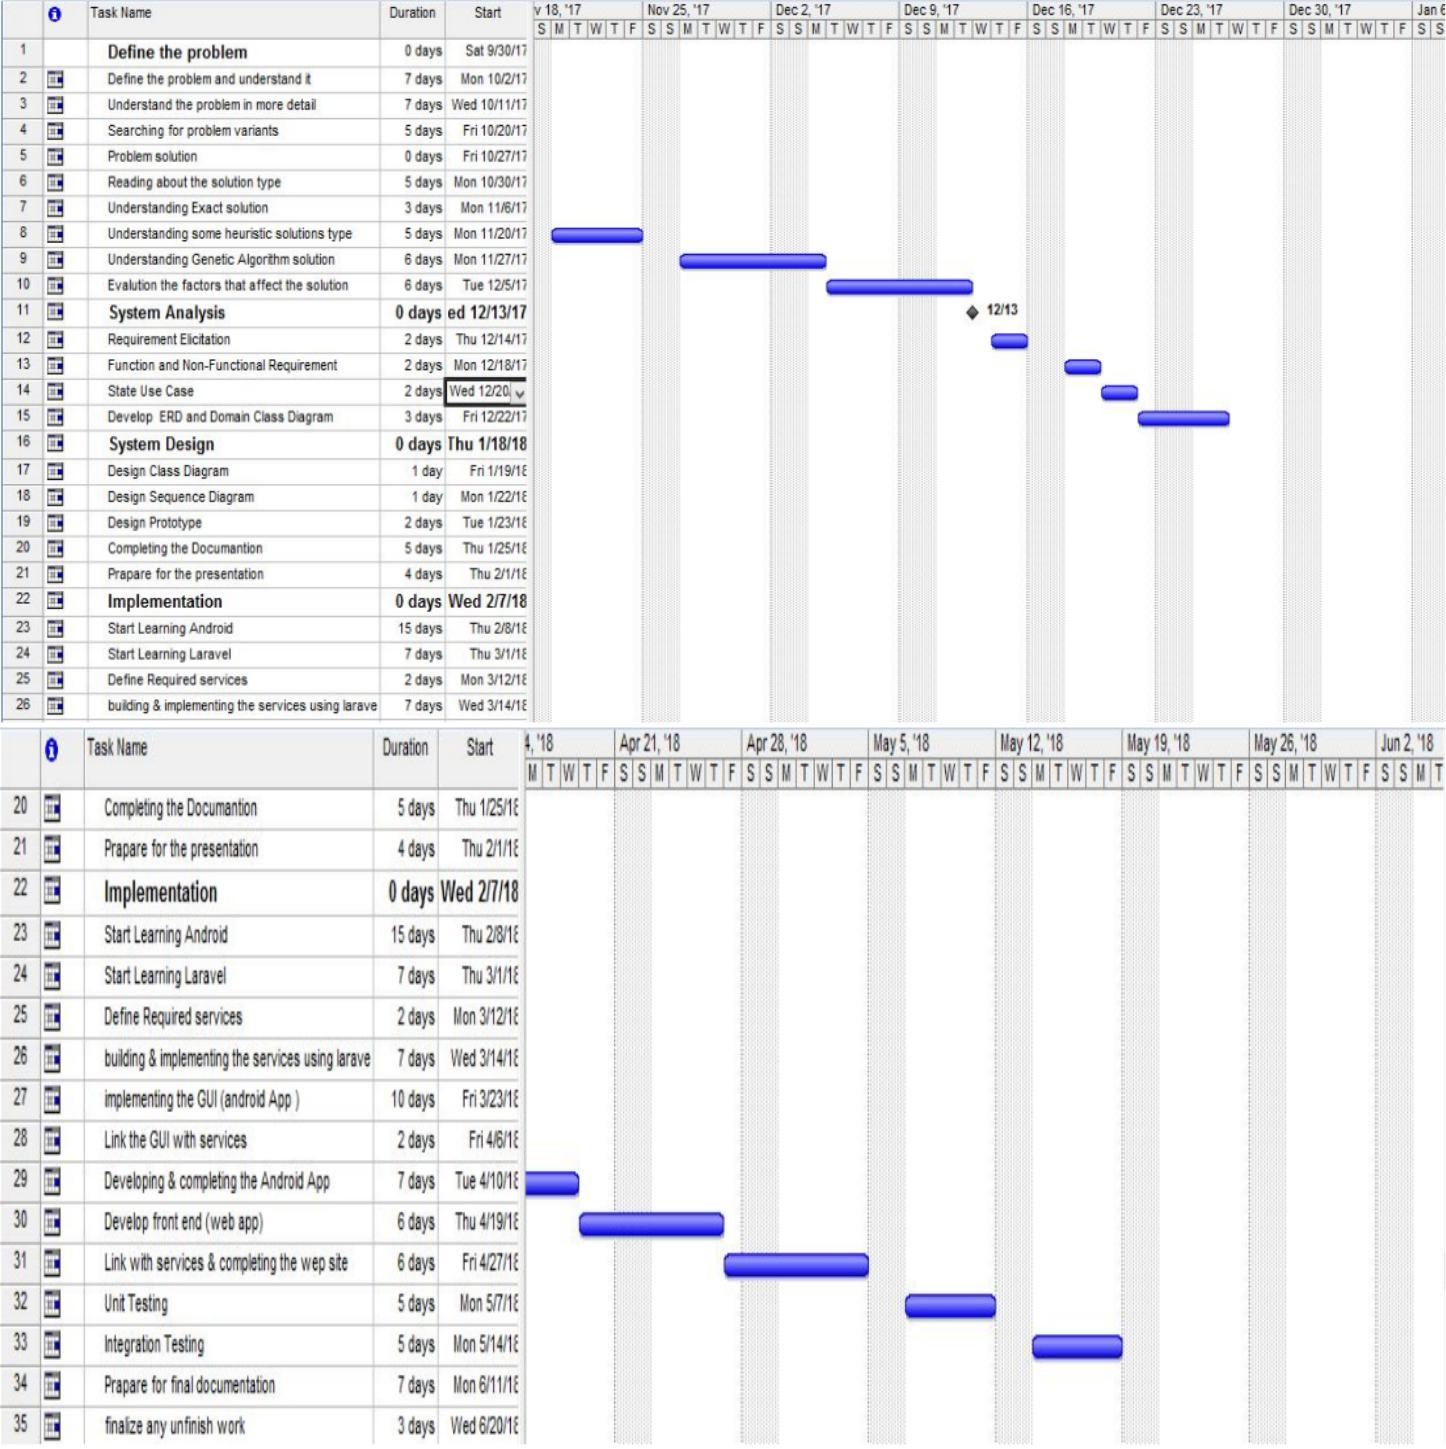 Task Name Duration Start v 18, '17 Nov 25, '17 Dec 2, '17 Dec 9, '17 Dec 16, '17 Dec 23, '17 Dec 30, '17 Jan 6
S M T W T F S S M T W T F S S M T W T F S S M T W T F S S M T W T F S S M T W T F S S M T W T F S S
1 Define the problem 0 days Sat 9/30/17
2 Define the problem and understand it 7 days Mon 10/2/17
3 Understand the problem in more detail 7 days Wed 10/11/17
4 Searching for problem variants 5 days Fri 10/20/17
5 Problem solution 0 days Fri 10/27/17
6 Reading about the solution type 5 days Mon 10/30/17
7 Understanding Exact solution 3 days Mon 11/6/17
8 Understanding some heuristic solutions type 5 days Mon 11/20/17
9 Understanding Genetic Algorithm solution 6 days Mon 11/27/17
10 Evalution the factors that affect the solution 6 days Tue 12/5/17
11 System Analysis 0 days ed 12/13/17 12/13
12 Requirement Elicitation 2 days Thu 12/14/17
13 Function and Non-Functional Requirement 2 days Mon 12/18/17
14 State Use Case 2 days Wed 12/20
15 Develop ERD and Domain Class Diagram 3 days Fri 12/22/17
16 System Design 0 days Thu 1/18/18
17 Design Class Diagram 1 day Fri 1/19/18
18 Design Sequence Diagram 1 day Mon 1/22/18
19 Design Prototype 2 days Tue 1/23/18
20 Completing the Documantion 5 days Thu 1/25/18
21 Prapare for the presentation 4 days Thu 2/1/18
22 Implementation 0 days Wed 2/7/18
23 Start Learning Android 15 days Thu 2/8/18
24 Start Learning Laravel 7 days Thu 3/1/18
25 Define Required services 2 days Mon 3/12/18
26 building & implementing the services using larave 7 days Wed 3/14/18
Task Name Duration Start 4, '18 Apr 21, '18 Apr 28, '18 May 5, '18 May 12, '18 May 19, '18 May 26, '18 Jun 2, '18
M T W T F S S M T W T F S S M T W T F S S M T W T F S S M T W T F S S M T W T F S S M T W T F S S M T
20 Completing the Documantion 5 days Thu 1/25/18
21 Prapare for the presentation 4 days Thu 2/1/18
22 Implementation 0 days Wed 2/7/18
23 Start Learning Android 15 days Thu 2/8/18
24 Start Learning Laravel 7 days Thu 3/1/18
25 Define Required services 2 days Mon 3/12/18
26 building & implementing the services using larave 7 days Wed 3/14/18
27 implementing the GUI (android App ) 10 days Fri 3/23/18
28 Link the GUI with services 2 days Fri 4/6/18
29 Developing & completing the Android App 7 days Tue 4/10/18
30 Develop front end (web app) 6 days Thu 4/19/18
31 Link with services & completing the wep site 6 days Fri 4/27/18
32 Unit Testing 5 days Mon 5/7/18
33 Integration Testing 5 days Mon 5/14/18
34 Prapare for final documentation 7 days Mon 6/11/18
35 finalize any unfinish work 3 days Wed 6/20/18